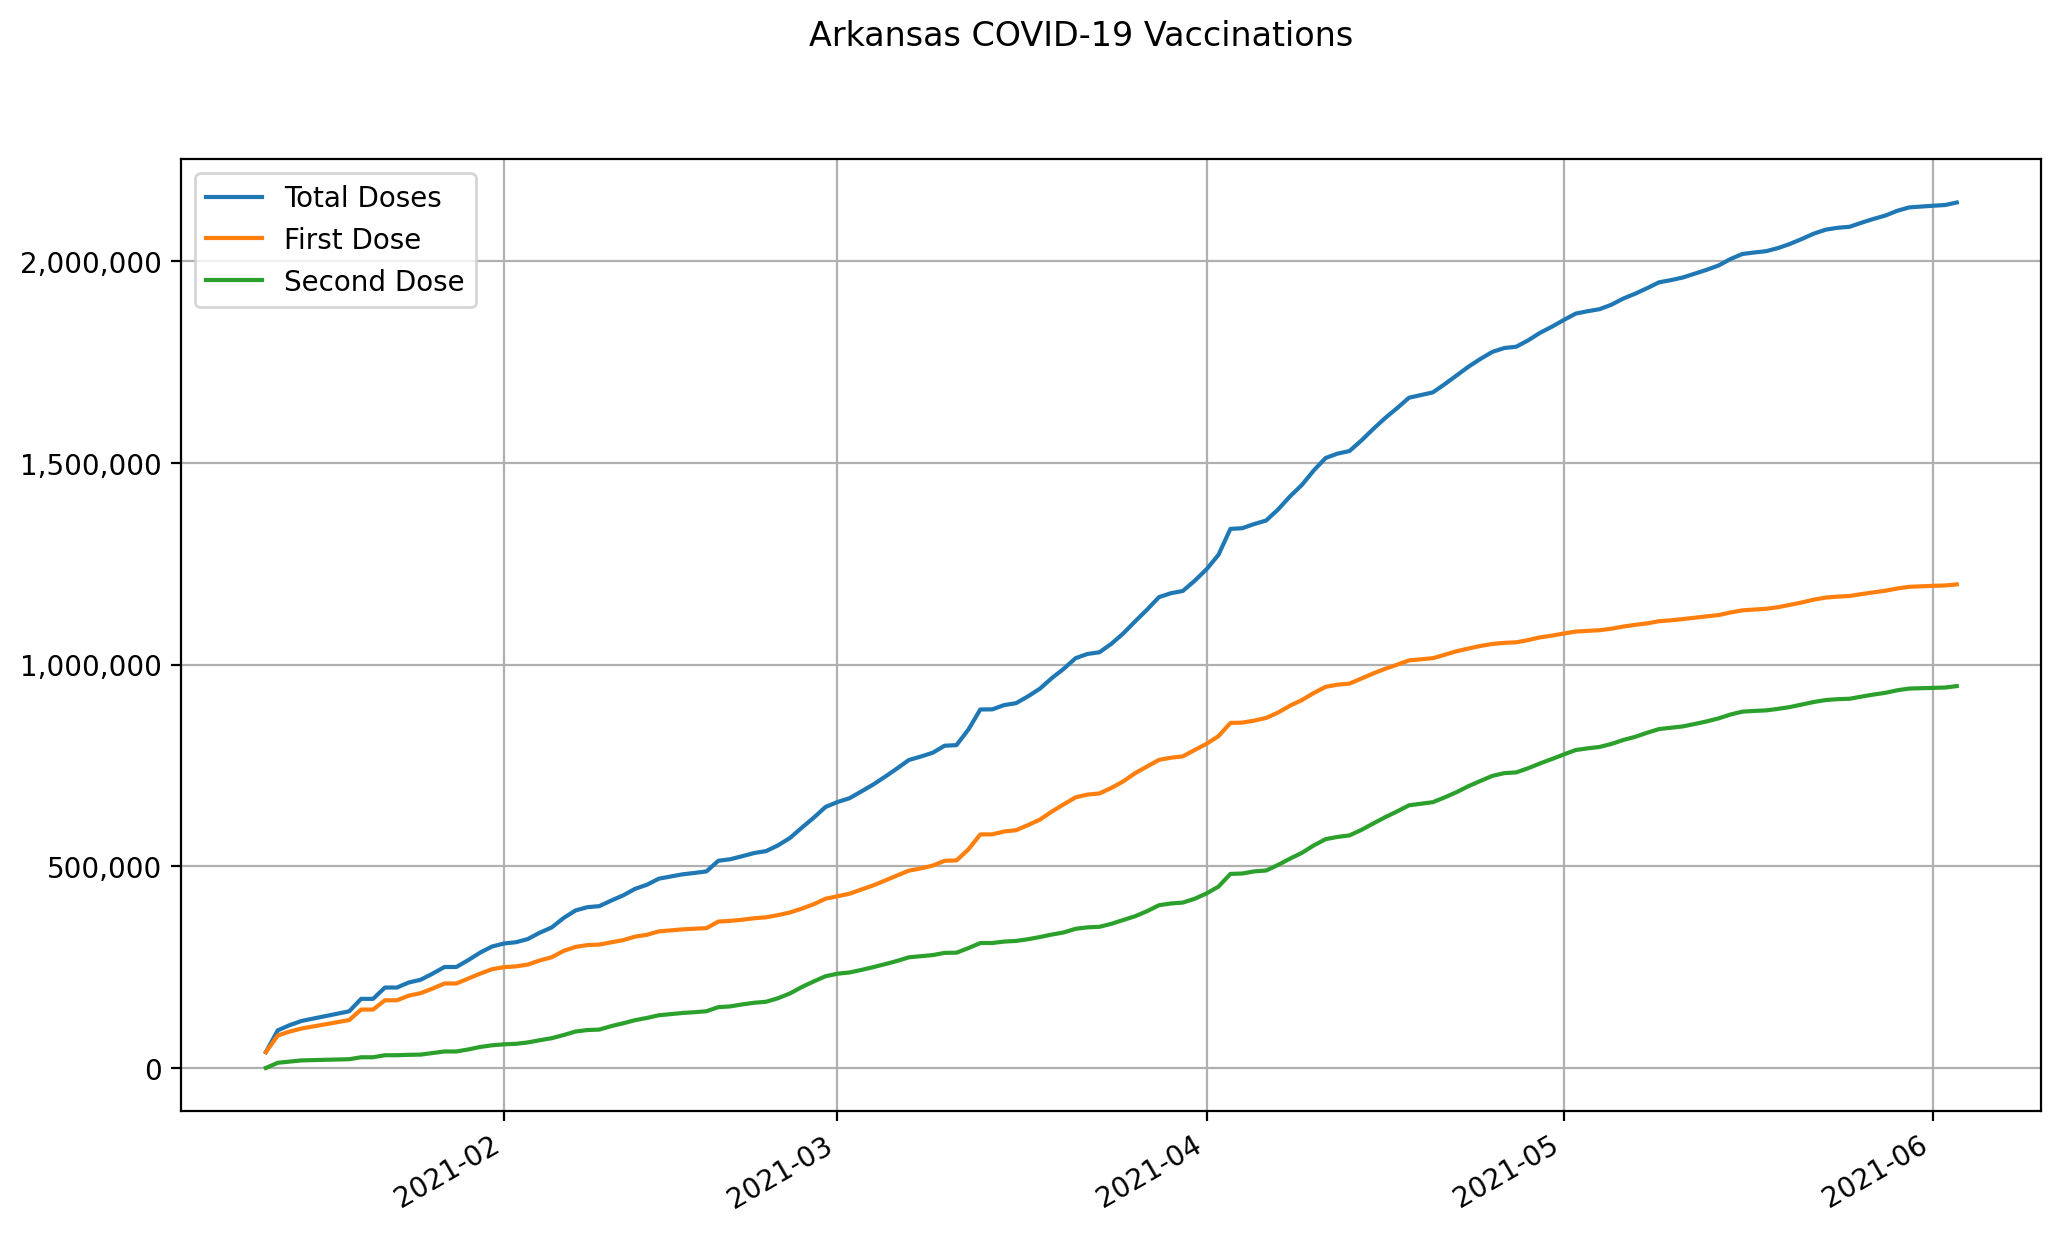 Arkansas COVID-19 Vaccinations
Total Doses
First Dose
Second Dose
2,000,000
1,500,000
1,000,000
500,000
0
2021-02
2021-03
2021-04
2021-05
2021-06